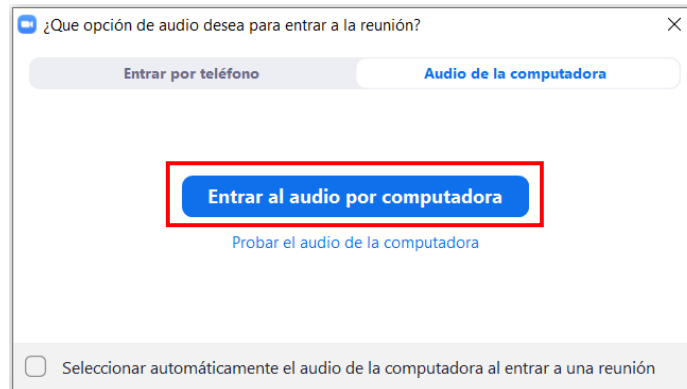 ¿Que opción de audio desea para entrar a la reunión?
Entrar por teléfono
Audio de la computadora
Entrar al audio por computadora
Probar el audio de la computadora
Seleccionar automáticamente el audio de la computadora al entrar a una reunión